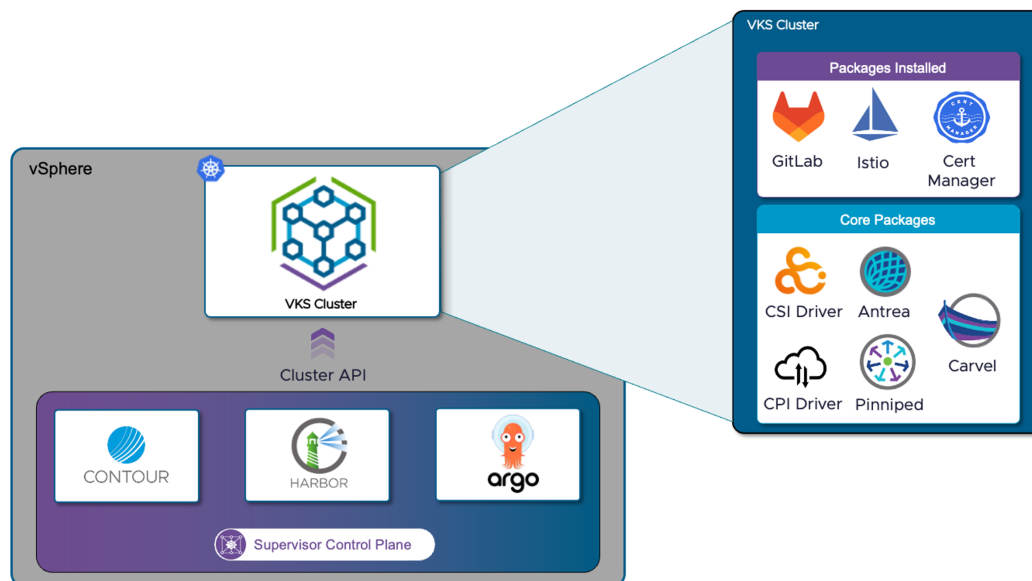 VKS Cluster
Packages Installed
GitLab
Istio
Cert
Manager
CERT
MANAGER
Core Packages
CSI Driver
Antrea
CPI Driver
Pinniped
Carvel
vSphere
VKS Cluster
Cluster API
CONTOUR
HARBOR
argo
Supervisor Control Plane